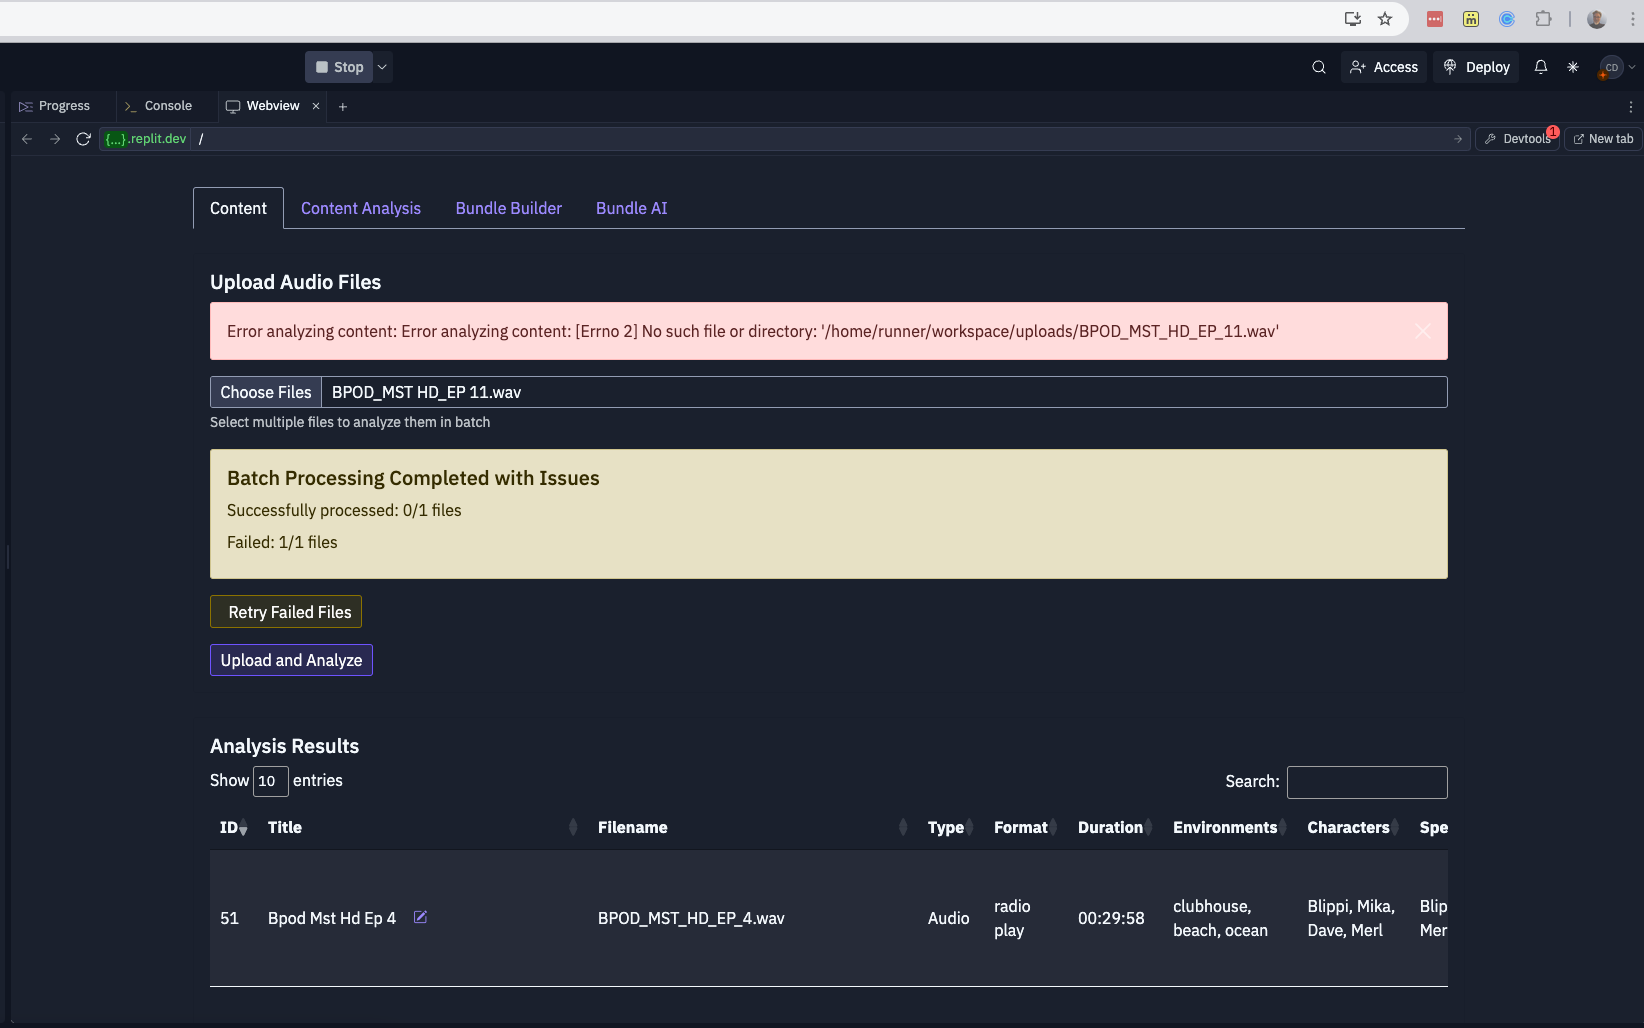 Stop
Access
Deploy
CD
Progress
Console
Webview
{...}.replit.dev /
Devtools
1
New tab
Content
Content Analysis
Bundle Builder
Bundle AI
Upload Audio Files
Error analyzing content: Error analyzing content: [Errno 2] No such file or directory: '/home/runner/workspace/uploads/BPOD_MST_HD_EP_11.wav'
Choose Files BPOD_MST HD_EP 11.wav
Select multiple files to analyze them in batch
Batch Processing Completed with Issues
Successfully processed: 0/1 files
Failed: 1/1 files
Retry Failed Files
Upload and Analyze
Analysis Results
Show 10 entries
Search:
ID Title Filename Type Format Duration Environments Characters Spe
51 Bpod Mst Hd Ep 4 BPOD_MST_HD_EP_4.wav Audio radio play 00:29:58 clubhouse, beach, ocean Blippi, Mika, Dave, Merl Blip Mer